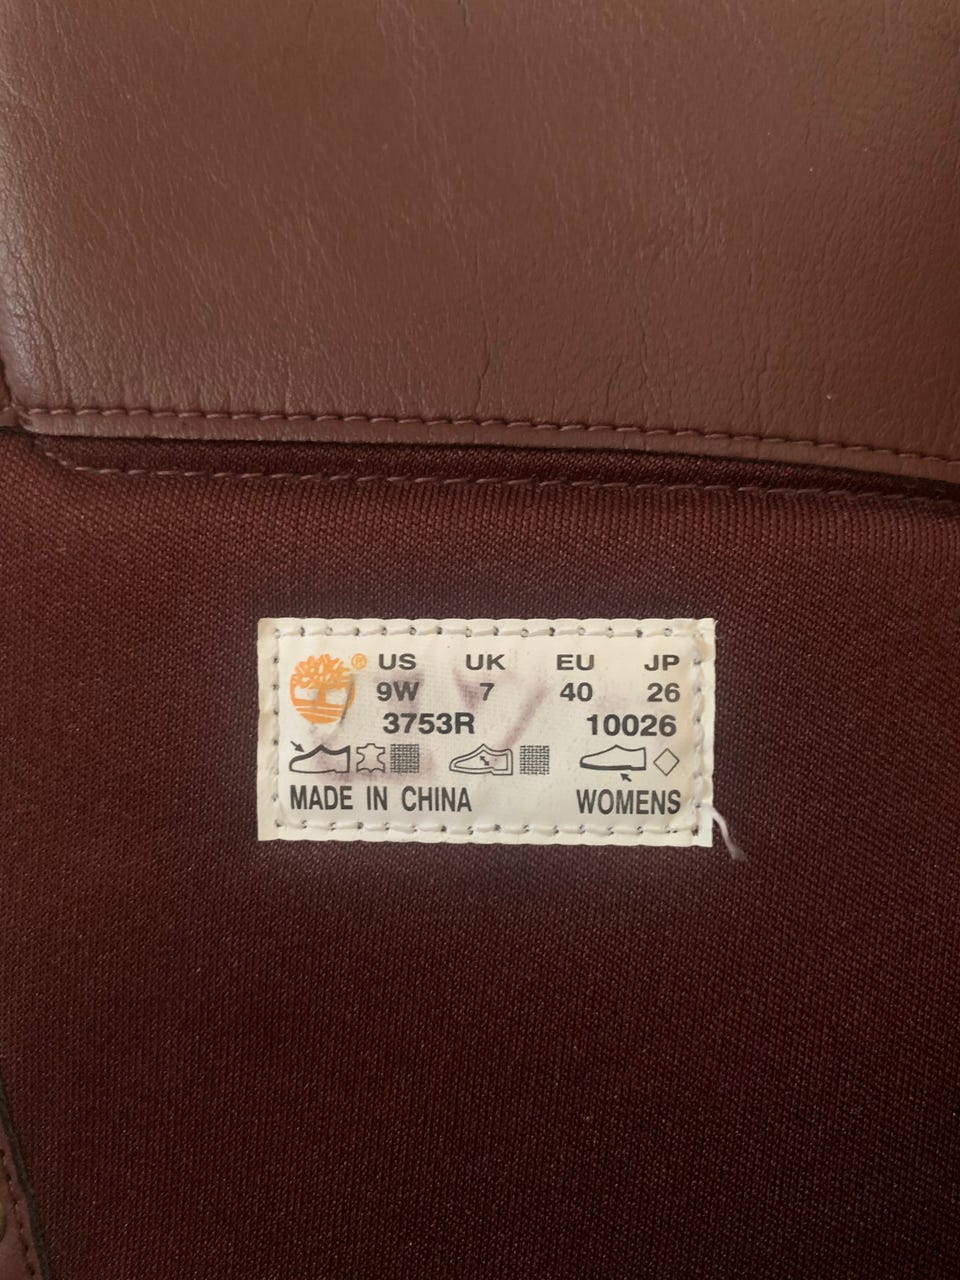 ® US UK EU JP
9W 7 40 26
3753R 10026
MADE IN CHINA WOMENS